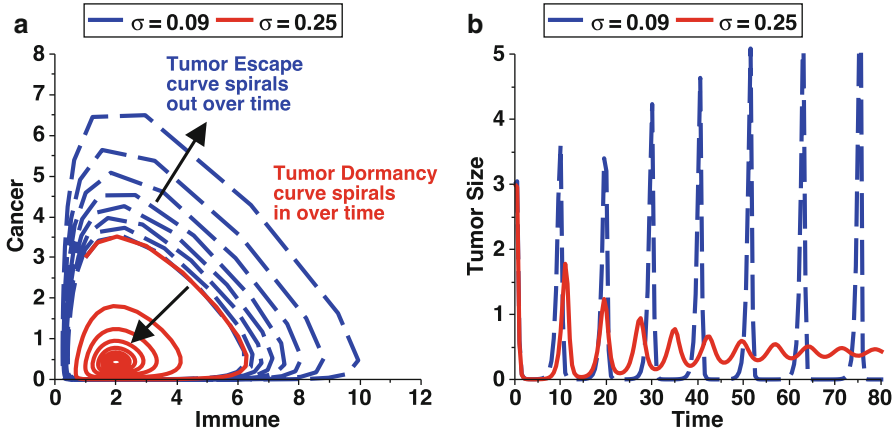 a
σ = 0.09 σ = 0.25
8
7
6
5
4
3
2
1
0
Cancer
Tumor Escape
curve spirals
out over time
Tumor Dormancy
curve spirals
in over time
0 2 4 6 8 10 12
Immune
b
σ = 0.09 σ = 0.25
5
4
3
2
1
0
Tumor Size
0 10 20 30 40 50 60 70 80
Time